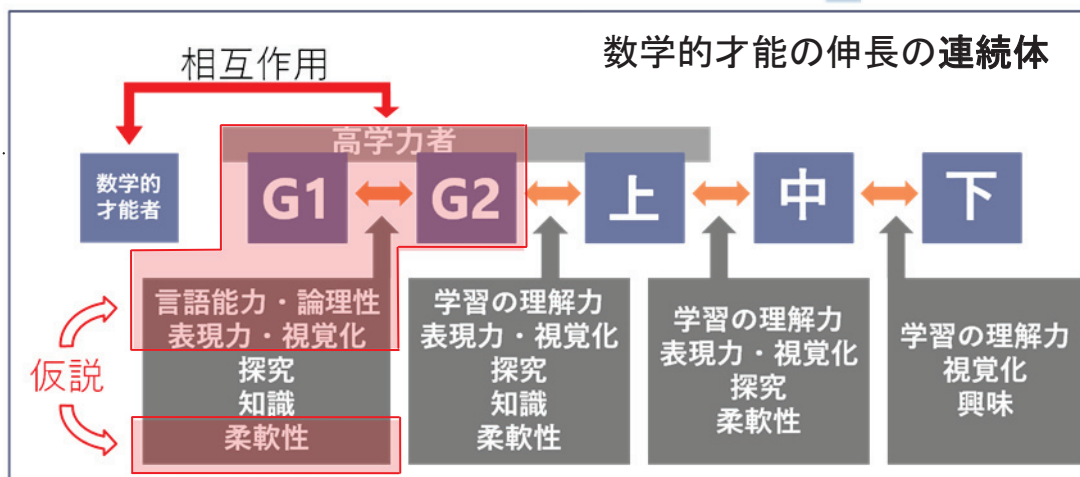 数学的才能の伸長の連続体
相互作用
高学力者
数学的
才能者
G1
G2
上
中
下
仮説
言語能力・論理性
表現力・視覚化
探究
知識
柔軟性
学習の理解力
表現力・視覚化
探究
知識
柔軟性
学習の理解力
表現力・視覚化
探究
柔軟性
学習の理解力
視覚化
興味